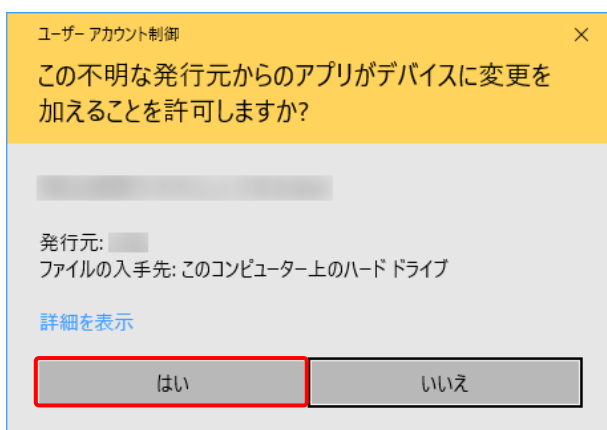 ユーザー アカウント制御
この不明な発行元からのアプリがデバイスに変更を
加えることを許可しますか?
発行元:
ファイルの入手先: このコンピューター上のハード ドライブ
詳細を表示
はい
いいえ